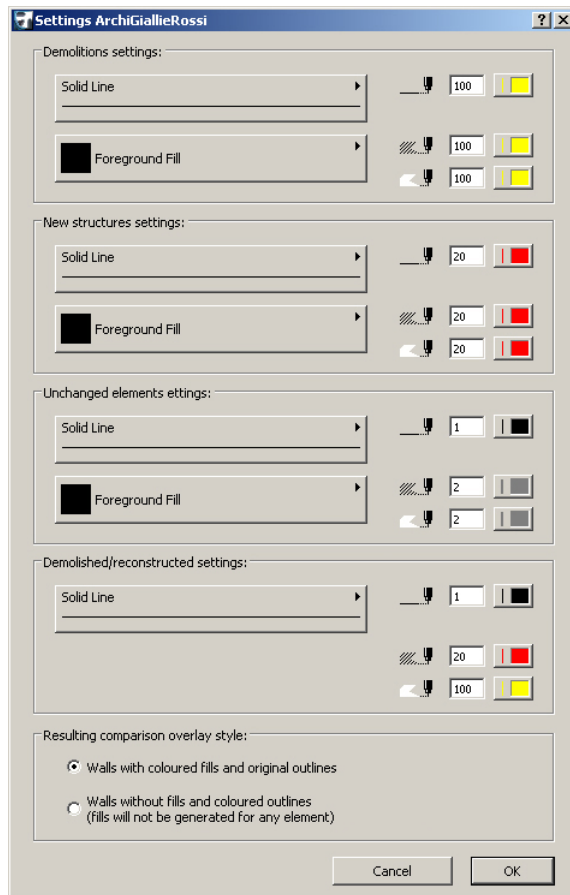 Settings ArchiGiallieRossi
Demolitions settings:
Solid Line
100
Foreground Fill
100
100
New structures settings:
Solid Line
20
Foreground Fill
20
20
Unchanged elements ettings:
Solid Line
1
Foreground Fill
2
2
Demolished/reconstructed settings:
Solid Line
1
20
100
Resulting comparison overlay style:
Walls with coloured fills and original outlines
Walls without fills and coloured outlines
(fills will not be generated for any element)
Cancel
OK